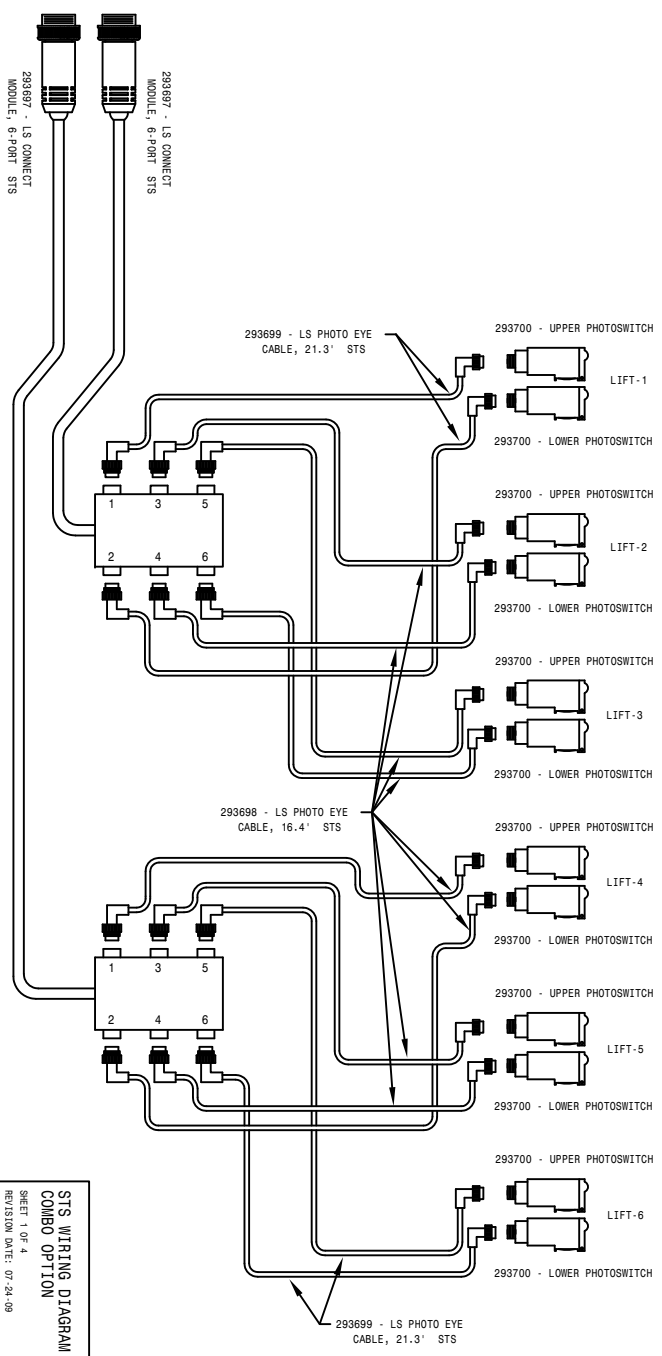 293697 - LS CONNECT
MODULE, 6-PORT STS
293697 - LS CONNECT
MODULE, 6-PORT STS
293699 - LS PHOTO EYE
CABLE, 21.3' STS
293700 - UPPER PHOTOSWITCH
LIFT-1
293700 - LOWER PHOTOSWITCH
1 3 5
2 4 6
293700 - UPPER PHOTOSWITCH
LIFT-2
293700 - LOWER PHOTOSWITCH
293700 - UPPER PHOTOSWITCH
LIFT-3
293700 - LOWER PHOTOSWITCH
293698 - LS PHOTO EYE
CABLE, 16.4' STS
293700 - UPPER PHOTOSWITCH
LIFT-4
293700 - LOWER PHOTOSWITCH
1 3 5
2 4 6
293700 - UPPER PHOTOSWITCH
LIFT-5
293700 - LOWER PHOTOSWITCH
293700 - UPPER PHOTOSWITCH
LIFT-6
293700 - LOWER PHOTOSWITCH
293699 - LS PHOTO EYE
CABLE, 21.3' STS
STS WIRING DIAGRAM
COMBO OPTION
SHEET 1 OF 4
REVISION DATE: 07-24-09